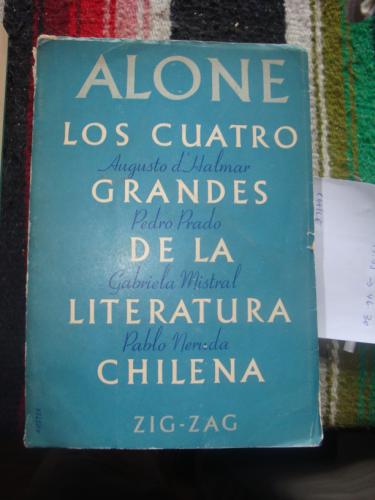 ALONE
LOS CUATRO
Augusto d'Halmar
GRANDES
Pedro Prado
DE LA
Gabriela Mistral
LITERATURA
Pablo Neruda
CHILENA
ZIG-ZAG